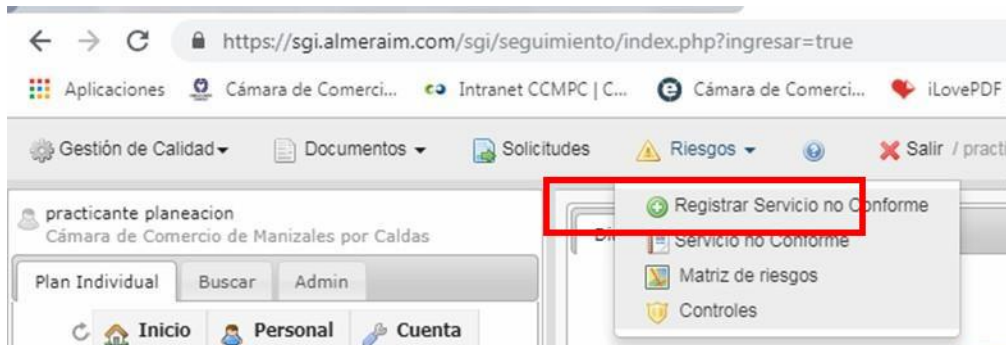 https://sgi.almeraim.com/sgi/seguimiento/index.php?ingresar=true
Aplicaciones Cámara de Comerci... Intranet CCMPC | C... Cámara de Comerci... iLovePDF
Gestión de Calidad Documentos Solicitudes Riesgos Salir / practi
practicante planeacion
Cámara de Comercio de Manizales por Caldas
Registrar Servicio no Conforme
Servicio no Conforme
Matriz de riesgos
Controles
Plan Individual Buscar Admin
Inicio Personal Cuenta